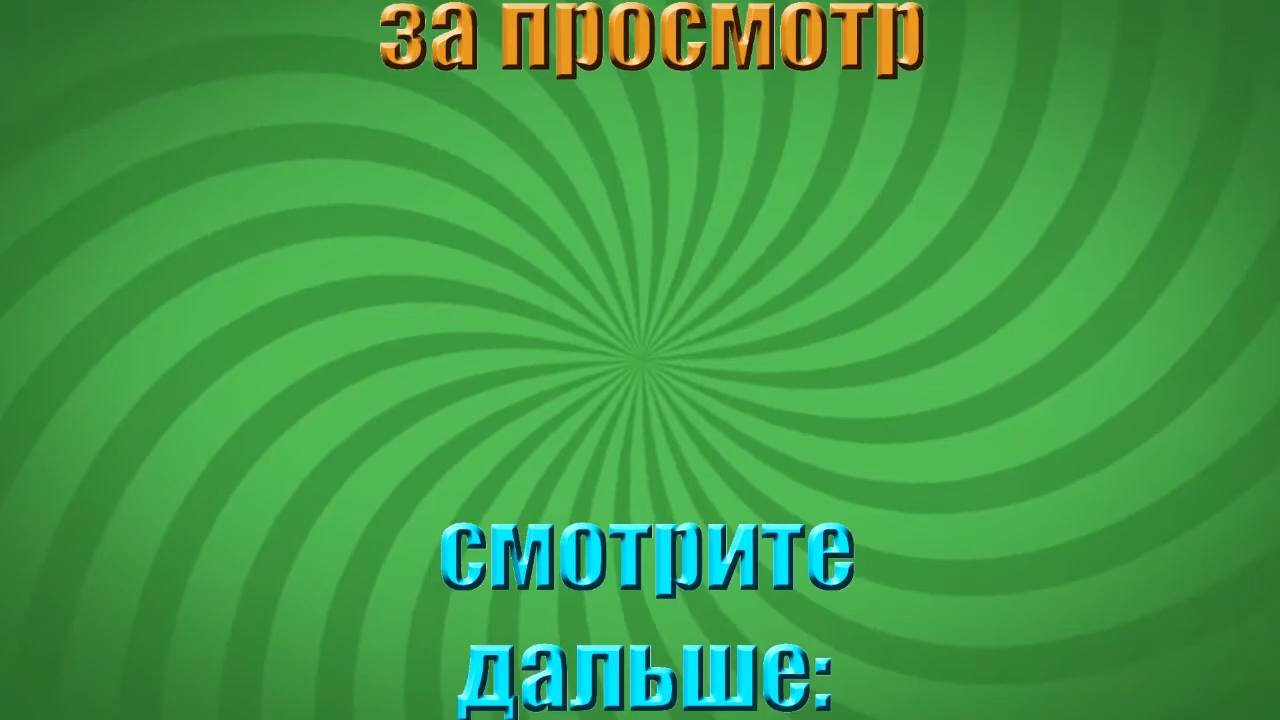 за просмотр
смотрите
дальше: